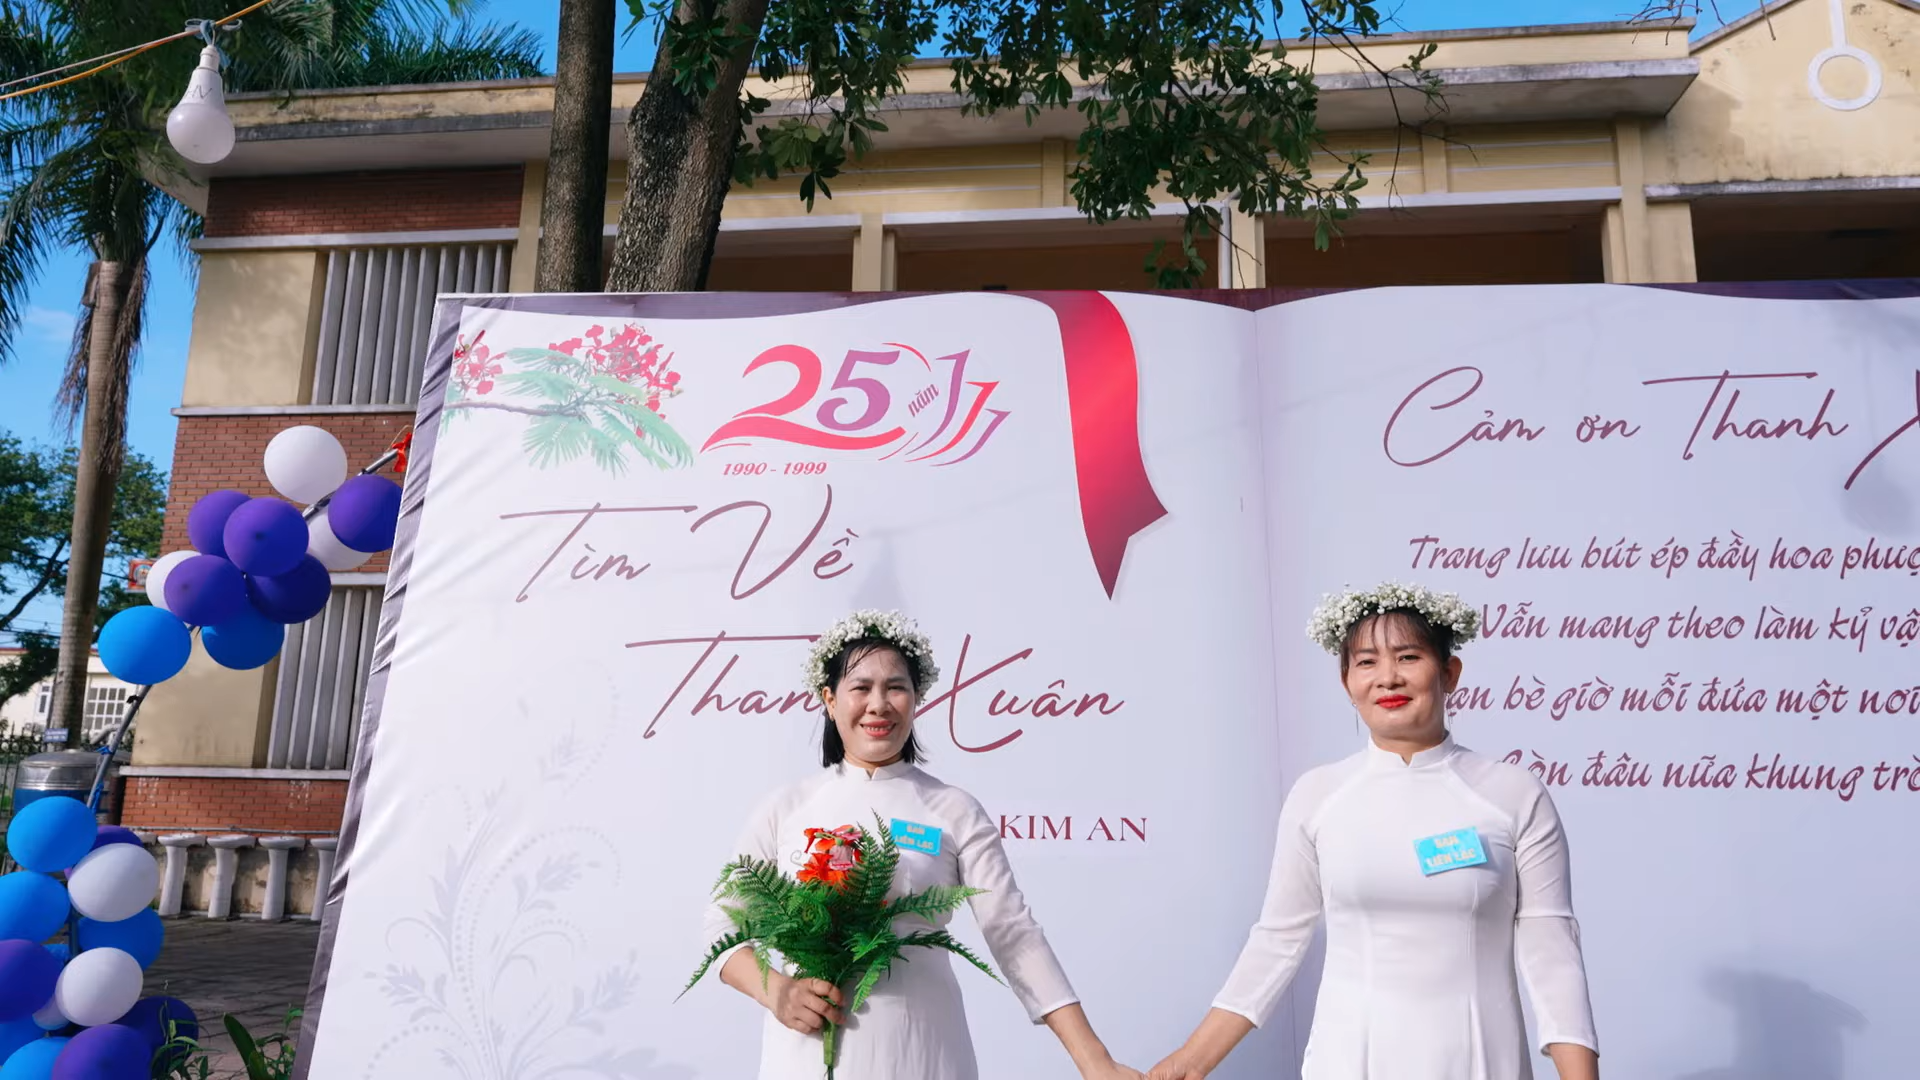 25 năm
1990 - 1999
Tìm Về
Thanh Xuân
KIM AN
Cảm ơn Thanh
Trang lưu bút ép đầy hoa
Vẫn mang theo làm kỷ
bè giờ mỗi đứa một
đâu nữa khung
BAN
LIÊN LẠC
BAN
LIÊN LẠC